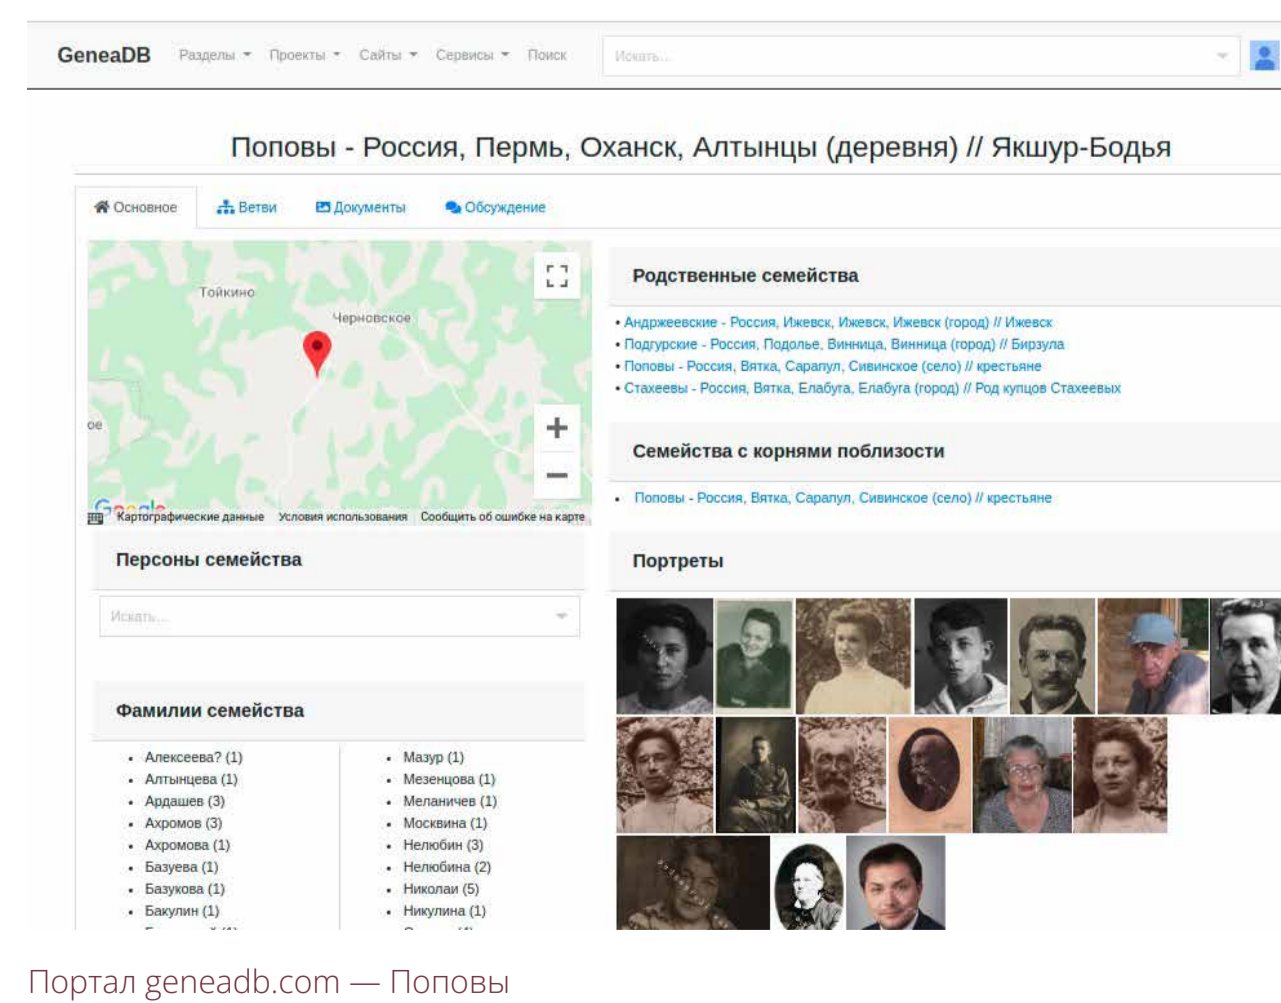 GeneaDB Разделы Проекты Сайты Сервисы Поиск Искать...
Поповы - Россия, Пермь, Оханск, Алтынцы (деревня) // Якшур-Бодья
Основное Ветви Документы Обсуждение
Тойкино
Черновское
ое
Google
Картографические данные Условия использования Сообщить об ошибке на карте
Персоны семейства
Искать...
Фамилии семейства
• Алексеева? (1)
• Алтынцева (1)
• Ардашев (3)
• Ахромов (3)
• Ахромова (1)
• Базуева (1)
• Базукова (1)
• Бакулин (1)
• Мазур (1)
• Мезенцова (1)
• Меланичев (1)
• Москвина (1)
• Нелюбин (3)
• Нелюбина (2)
• Николаи (5)
• Никулина (1)
Родственные семейства
• Андржеевские - Россия, Ижевск, Ижевск, Ижевск (город) // Ижевск
• Подгурские - Россия, Подолье, Винница, Винница (город) // Бирзула
• Поповы - Россия, Вятка, Сарапул, Сивинское (село) // крестьяне
• Стахеевы - Россия, Вятка, Елабуга, Елабуга (город) // Род купцов Стахеевых
Семейства с корнями поблизости
• Поповы - Россия, Вятка, Сарапул, Сивинское (село) // крестьяне
Портреты
Портал geneadb.com — Поповы